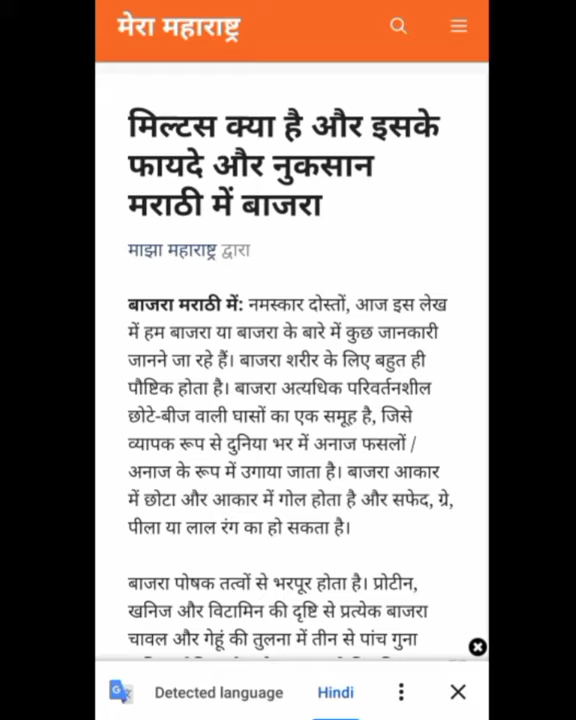 मेरा महाराष्ट्र
मिल्टस क्या है और इसके
फायदे और नुकसान
मराठी में बाजरा
माझा महाराष्ट्र द्वारा
बाजरा मराठी में: नमस्कार दोस्तों, आज इस लेख
में हम बाजरा या बाजरा के बारे में कुछ जानकारी
जानने जा रहे हैं। बाजरा शरीर के लिए बहुत ही
पौष्टिक होता है। बाजरा अत्यधिक परिवर्तनशील
छोटे-बीज वाली घासों का एक समूह है, जिसे
व्यापक रूप से दुनिया भर में अनाज फसलों /
अनाज के रूप में उगाया जाता है। बाजरा आकार
में छोटा और आकार में गोल होता है और सफेद, ग्रे,
पीला या लाल रंग का हो सकता है।
बाजरा पोषक तत्वों से भरपूर होता है। प्रोटीन,
खनिज और विटामिन की दृष्टि से प्रत्येक बाजरा
चावल और गेहूं की तुलना में तीन से पांच गुना
Detected language Hindi